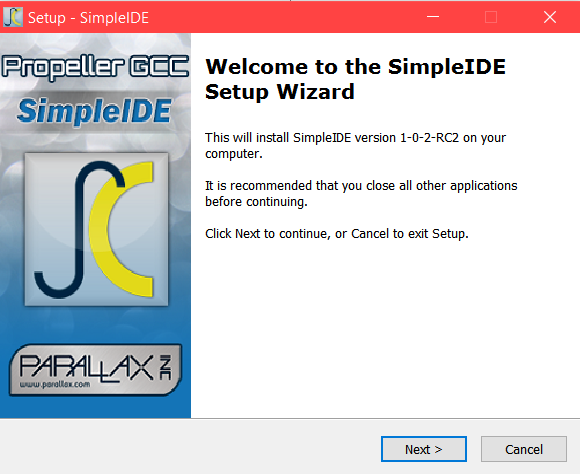 Setup - SimpleIDE
Propeller GCC
SimpleIDE
PARALLAX INC
www.parallax.com
Welcome to the SimpleIDE
Setup Wizard
This will install SimpleIDE version 1-0-2-RC2 on your
computer.
It is recommended that you close all other applications
before continuing.
Click Next to continue, or Cancel to exit Setup.
Next >
Cancel